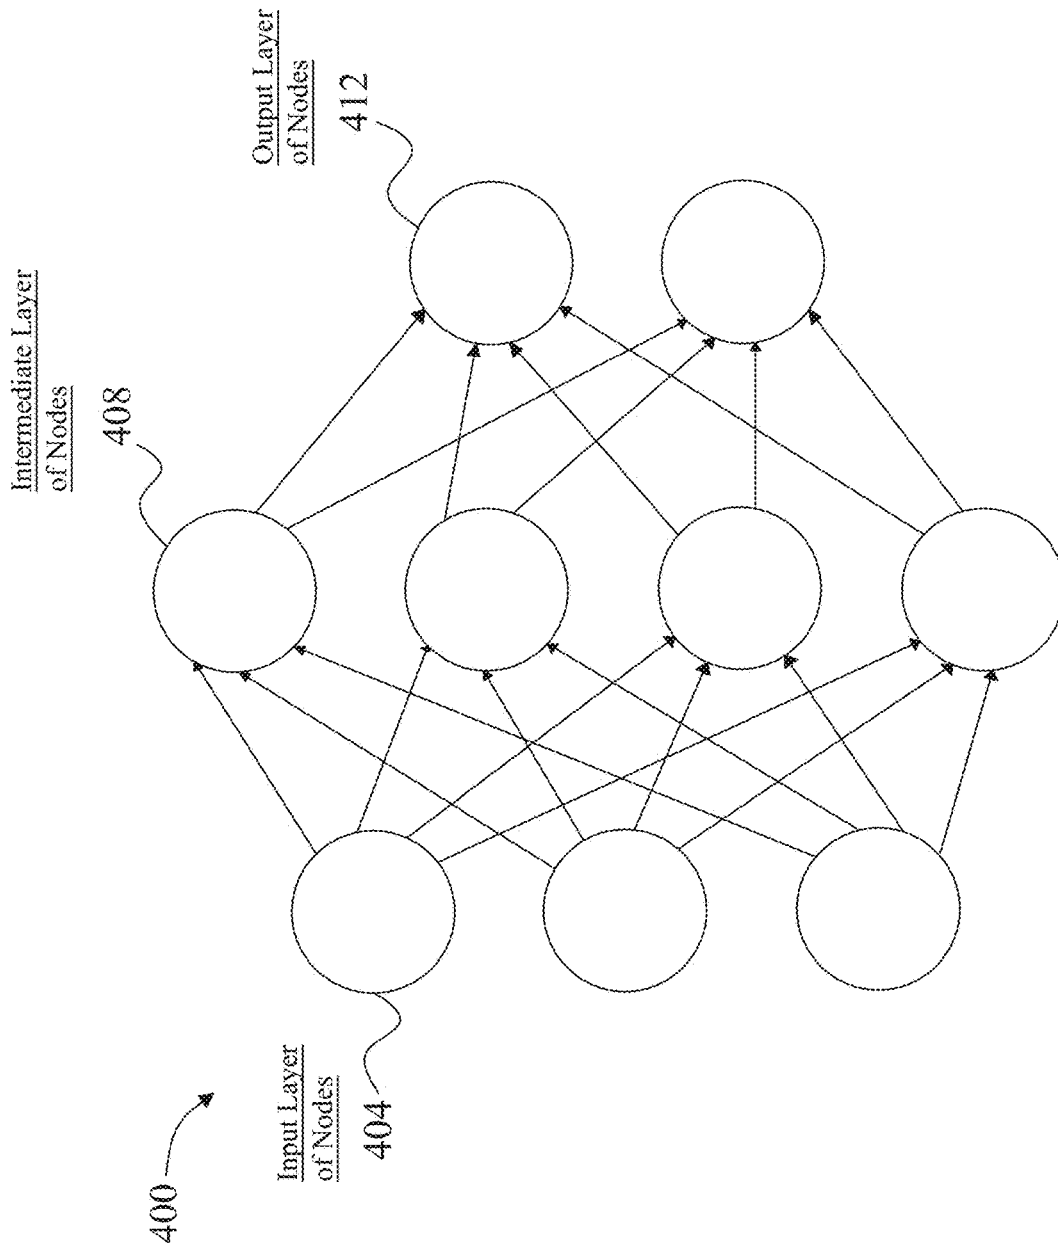 400
Input Layer
of Nodes
404
Intermediate Layer
of Nodes
408
Output Layer
of Nodes
412